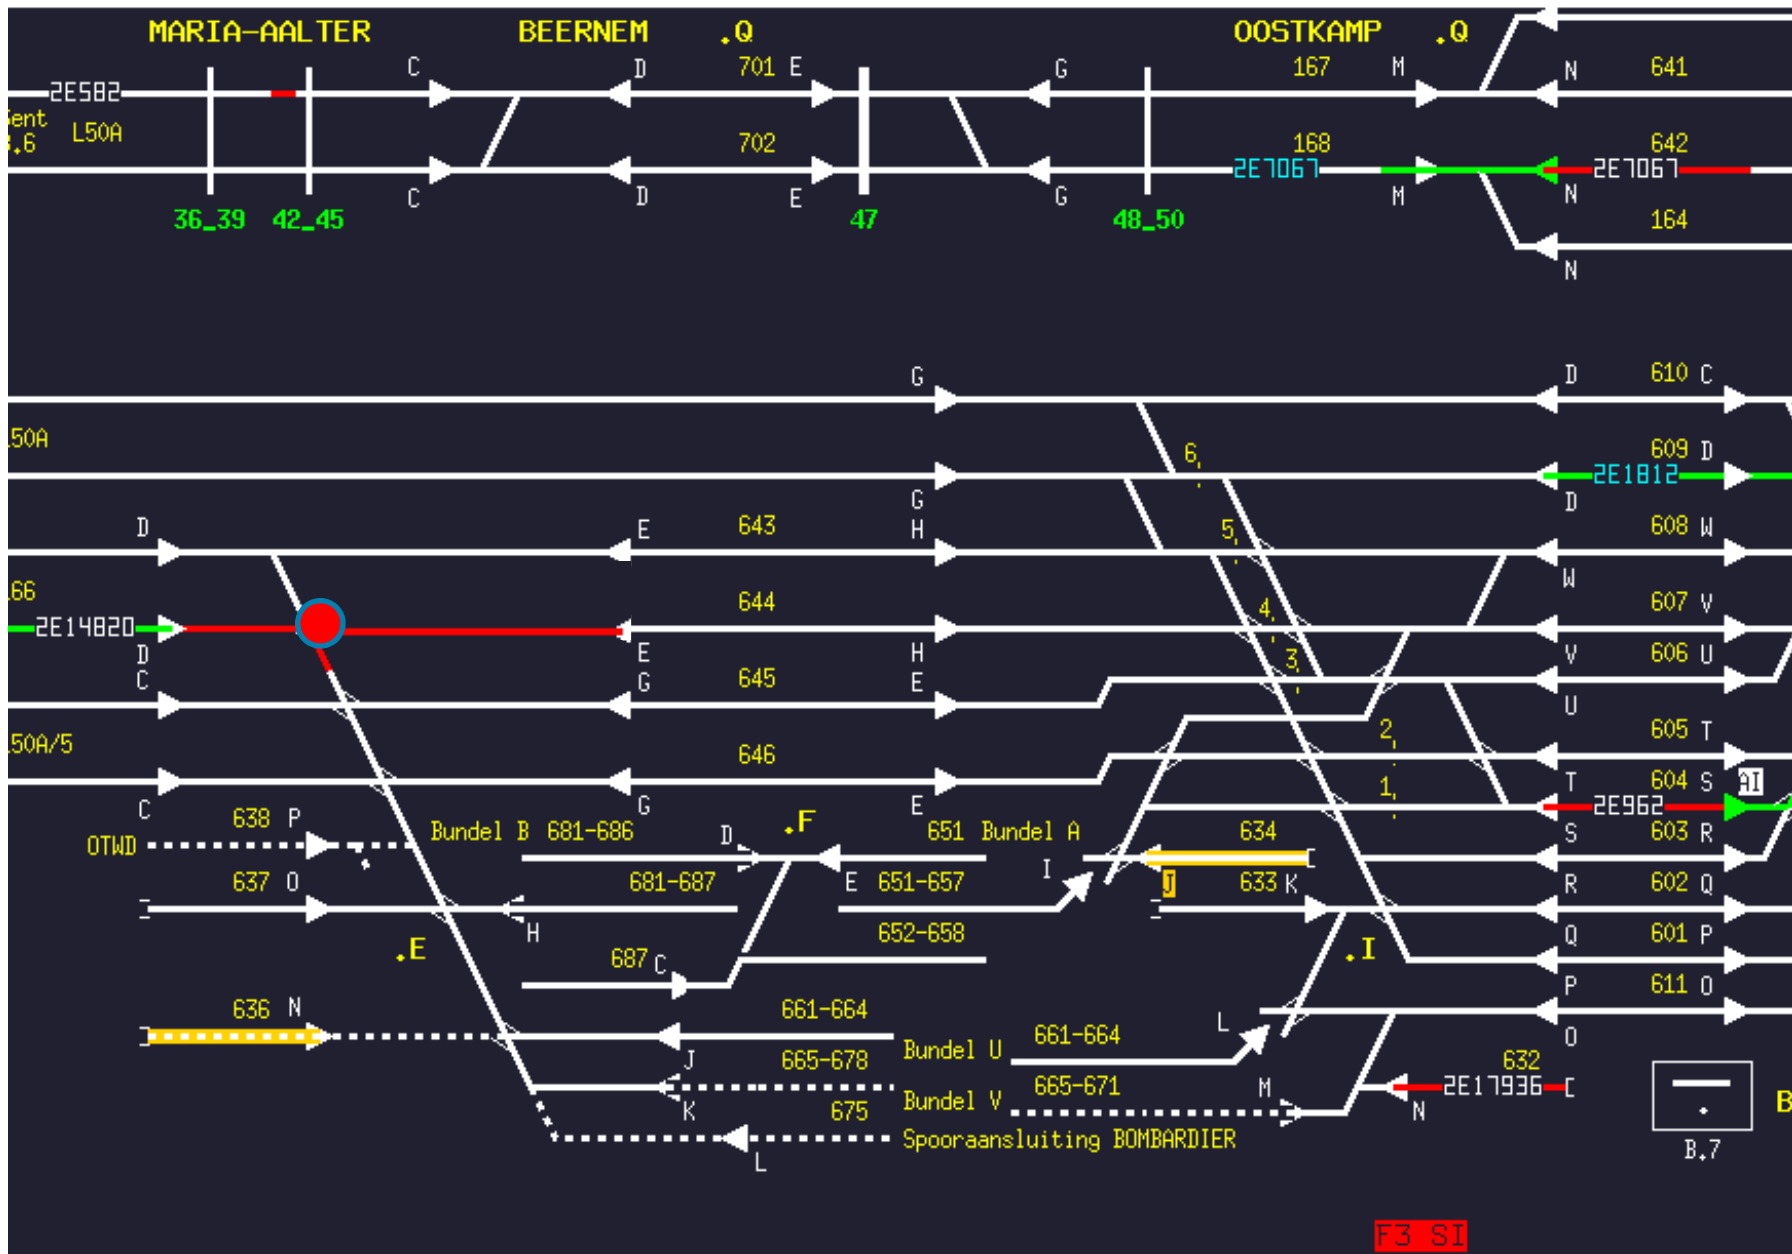 MARIA-AALTER BEERNEM .Q OOSTKAMP .Q
C D 701 E G 167 M N 641
2E582
Gent
.6 L50A
702 168 642
2E7067 2E7067
C D E G M N
36_39 42_45 47 48_50 164
N
G D 610 C
50A 6 609 D
2E1812
G D
D E 643 H 5 608 W
W
66 644 4 607 V
2E14820
D E H 3 V 606 U
C G 645 E
U
50A/5 646 2 605 T
C G E 1 T 604 S AI
2E962
638 P Bundel B 681-686 D .F 651 Bundel A 634 S 603 R
OTWD
637 O 681-687 E 651-657 I J 633 K R 602 Q
H 652-658
.E 687 C .I Q 601 P
636 N 661-664 L P 611 O
Bundel U 661-664 O
J 665-678 632
665-671 M 2E17936
K 675 Bundel V N B
Spooraansluiting BOMBARDIER
L B.7
F3 SI